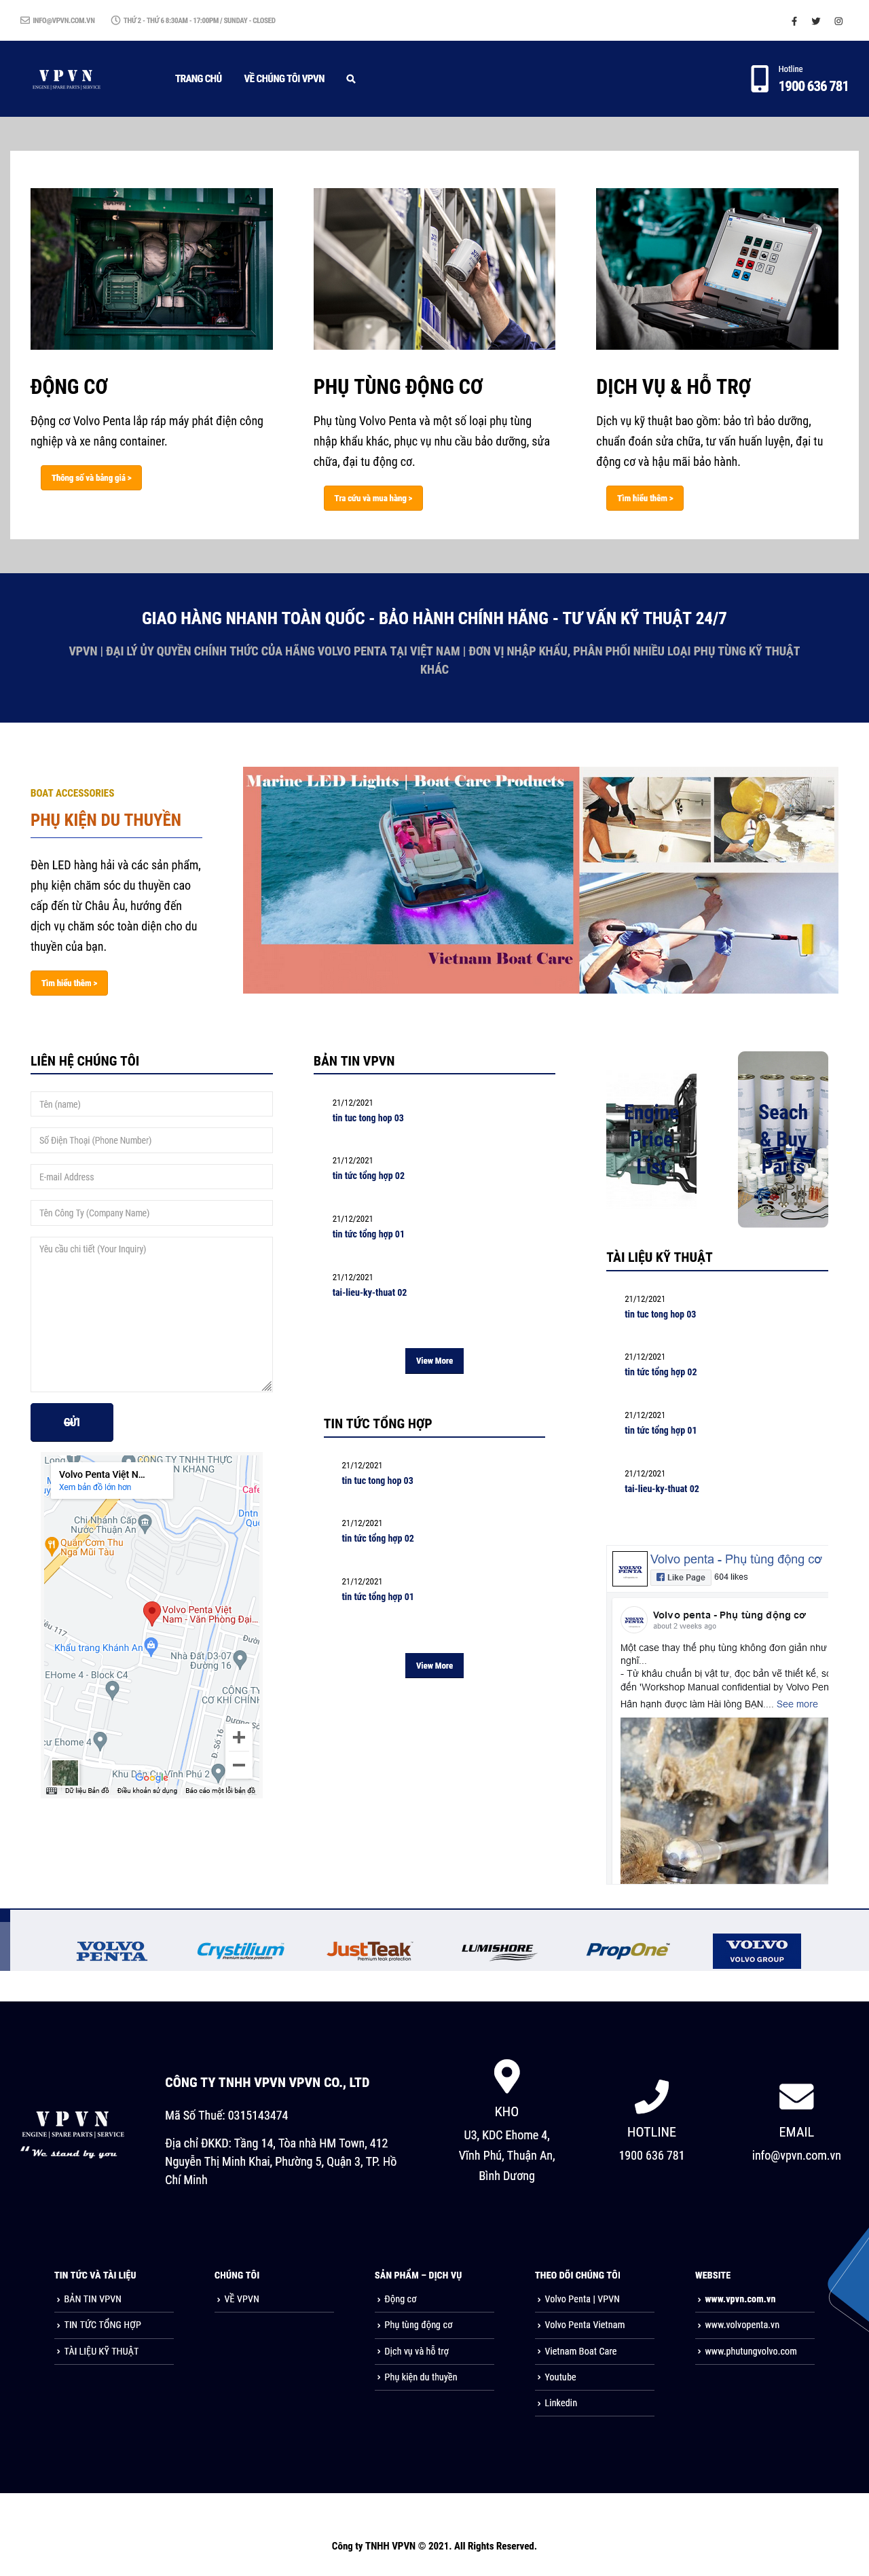 INFO@VPVN.COM.VN
THỨ 2 - THỨ 6 8:30AM - 17:00PM / SUNDAY - CLOSED
VPVN
ENGINE | SPARE PARTS | SERVICE
TRANG CHỦ
VỀ CHÚNG TÔI VPVN
Hotline
1900 636 781
ĐỘNG CƠ
Động cơ Volvo Penta lắp ráp máy phát điện công
nghiệp và xe nâng container.
Thông số và bảng giá >
PHỤ TÙNG ĐỘNG CƠ
Phụ tùng Volvo Penta và một số loại phụ tùng
nhập khẩu khác, phục vụ nhu cầu bảo dưỡng, sửa
chữa, đại tu động cơ.
Tra cứu và mua hàng >
DỊCH VỤ & HỖ TRỢ
Dịch vụ kỹ thuật bao gồm: bảo trì bảo dưỡng,
chuẩn đoán sửa chữa, tư vấn huấn luyện, đại tu
động cơ và hậu mãi bảo hành.
Tìm hiểu thêm >
GIAO HÀNG NHANH TOÀN QUỐC - BẢO HÀNH CHÍNH HÃNG - TƯ VẤN KỸ THUẬT 24/7
VPVN | ĐẠI LÝ ỦY QUYỀN CHÍNH THỨC CỦA HÃNG VOLVO PENTA TẠI VIỆT NAM | ĐƠN VỊ NHẬP KHẨU, PHÂN PHỐI NHIỀU LOẠI PHỤ TÙNG KỸ THUẬT
KHÁC
BOAT ACCESSORIES
PHỤ KIỆN DU THUYỀN
Đèn LED hàng hải và các sản phẩm,
phụ kiện chăm sóc du thuyền cao
cấp đến từ Châu Âu, hướng đến
dịch vụ chăm sóc toàn diện cho du
thuyền của bạn.
Tìm hiểu thêm >
Marine LED Lights | Boat Care Products
Vietnam Boat Care
LIÊN HỆ CHÚNG TÔI
Tên (name)
Số Điện Thoại (Phone Number)
E-mail Address
Tên Công Ty (Company Name)
Yêu cầu chi tiết (Your Inquiry)
GỬI
Long
CÔNG TY TNHH THỰC
EN KHANG
Volvo Penta Việt N...
Xem bản đồ lớn hơn
Cafe
Chi Nhánh Cấp
Nước Thuận An
Dntn
Quán Cơm Thu
Nga Mũi Tàu
Volvo Penta Việt
Nam - Văn Phòng Đại...
Khẩu trang Khánh An
Nhà Đất D3-07
Đường 16
EHome 4 - Block C4
CÔNG TY
CƠ KHÍ CHÍNH
cư Ehome 4
Đ. Số 16
Khu Dân Cư Vĩnh Phú 2
Google
Dữ liệu Bản đồ
Điều khoản sử dụng
Báo cáo một lỗi bản đồ
BẢN TIN VPVN
21/12/2021
tin tuc tong hop 03
21/12/2021
tin tức tổng hợp 02
21/12/2021
tin tức tổng hợp 01
21/12/2021
tai-lieu-ky-thuat 02
View More
TIN TỨC TỔNG HỢP
21/12/2021
tin tuc tong hop 03
21/12/2021
tin tức tổng hợp 02
21/12/2021
tin tức tổng hợp 01
View More
Engine
Price
List
Seach
& Buy
Parts
TÀI LIỆU KỸ THUẬT
21/12/2021
tin tuc tong hop 03
21/12/2021
tin tức tổng hợp 02
21/12/2021
tin tức tổng hợp 01
21/12/2021
tai-lieu-ky-thuat 02
VOLVO
PENTA
Volvo penta - Phụ tùng động cơ
Like Page
604 likes
VOLVO
PENTA
Volvo penta - Phụ tùng động cơ
about 2 weeks ago
Một case thay thế phụ tùng không đơn giản như
nghĩ...
- Từ khâu chuẩn bị vật tư, đọc bản vẽ thiết kế, sơ
đến 'Workshop Manual confidential by Volvo Pen
Hân hạnh được làm Hài lòng BẠN.... See more
VOLVO
PENTA
Crystilium
Premium surface protection
JustTeak
Premium teak protection
LUMISHORE
PropOne
VOLVO
VOLVO GROUP
VPVN
ENGINE | SPARE PARTS | SERVICE
"We stand by you
CÔNG TY TNHH VPVN VPVN CO., LTD
Mã Số Thuế: 0315143474
Địa chỉ ĐKKD: Tầng 14, Tòa nhà HM Town, 412
Nguyễn Thị Minh Khai, Phường 5, Quận 3, TP. Hồ
Chí Minh
KHO
U3, KDC Ehome 4,
Vĩnh Phú, Thuận An,
Bình Dương
HOTLINE
1900 636 781
EMAIL
info@vpvn.com.vn
TIN TỨC VÀ TÀI LIỆU
BẢN TIN VPVN
TIN TỨC TỔNG HỢP
TÀI LIỆU KỸ THUẬT
CHÚNG TÔI
VỀ VPVN
SẢN PHẨM – DỊCH VỤ
Động cơ
Phụ tùng động cơ
Dịch vụ và hỗ trợ
Phụ kiện du thuyền
THEO DÕI CHÚNG TÔI
Volvo Penta | VPVN
Volvo Penta Vietnam
Vietnam Boat Care
Youtube
Linkedin
WEBSITE
www.vpvn.com.vn
www.volvopenta.vn
www.phutungvolvo.com
Công ty TNHH VPVN © 2021. All Rights Reserved.